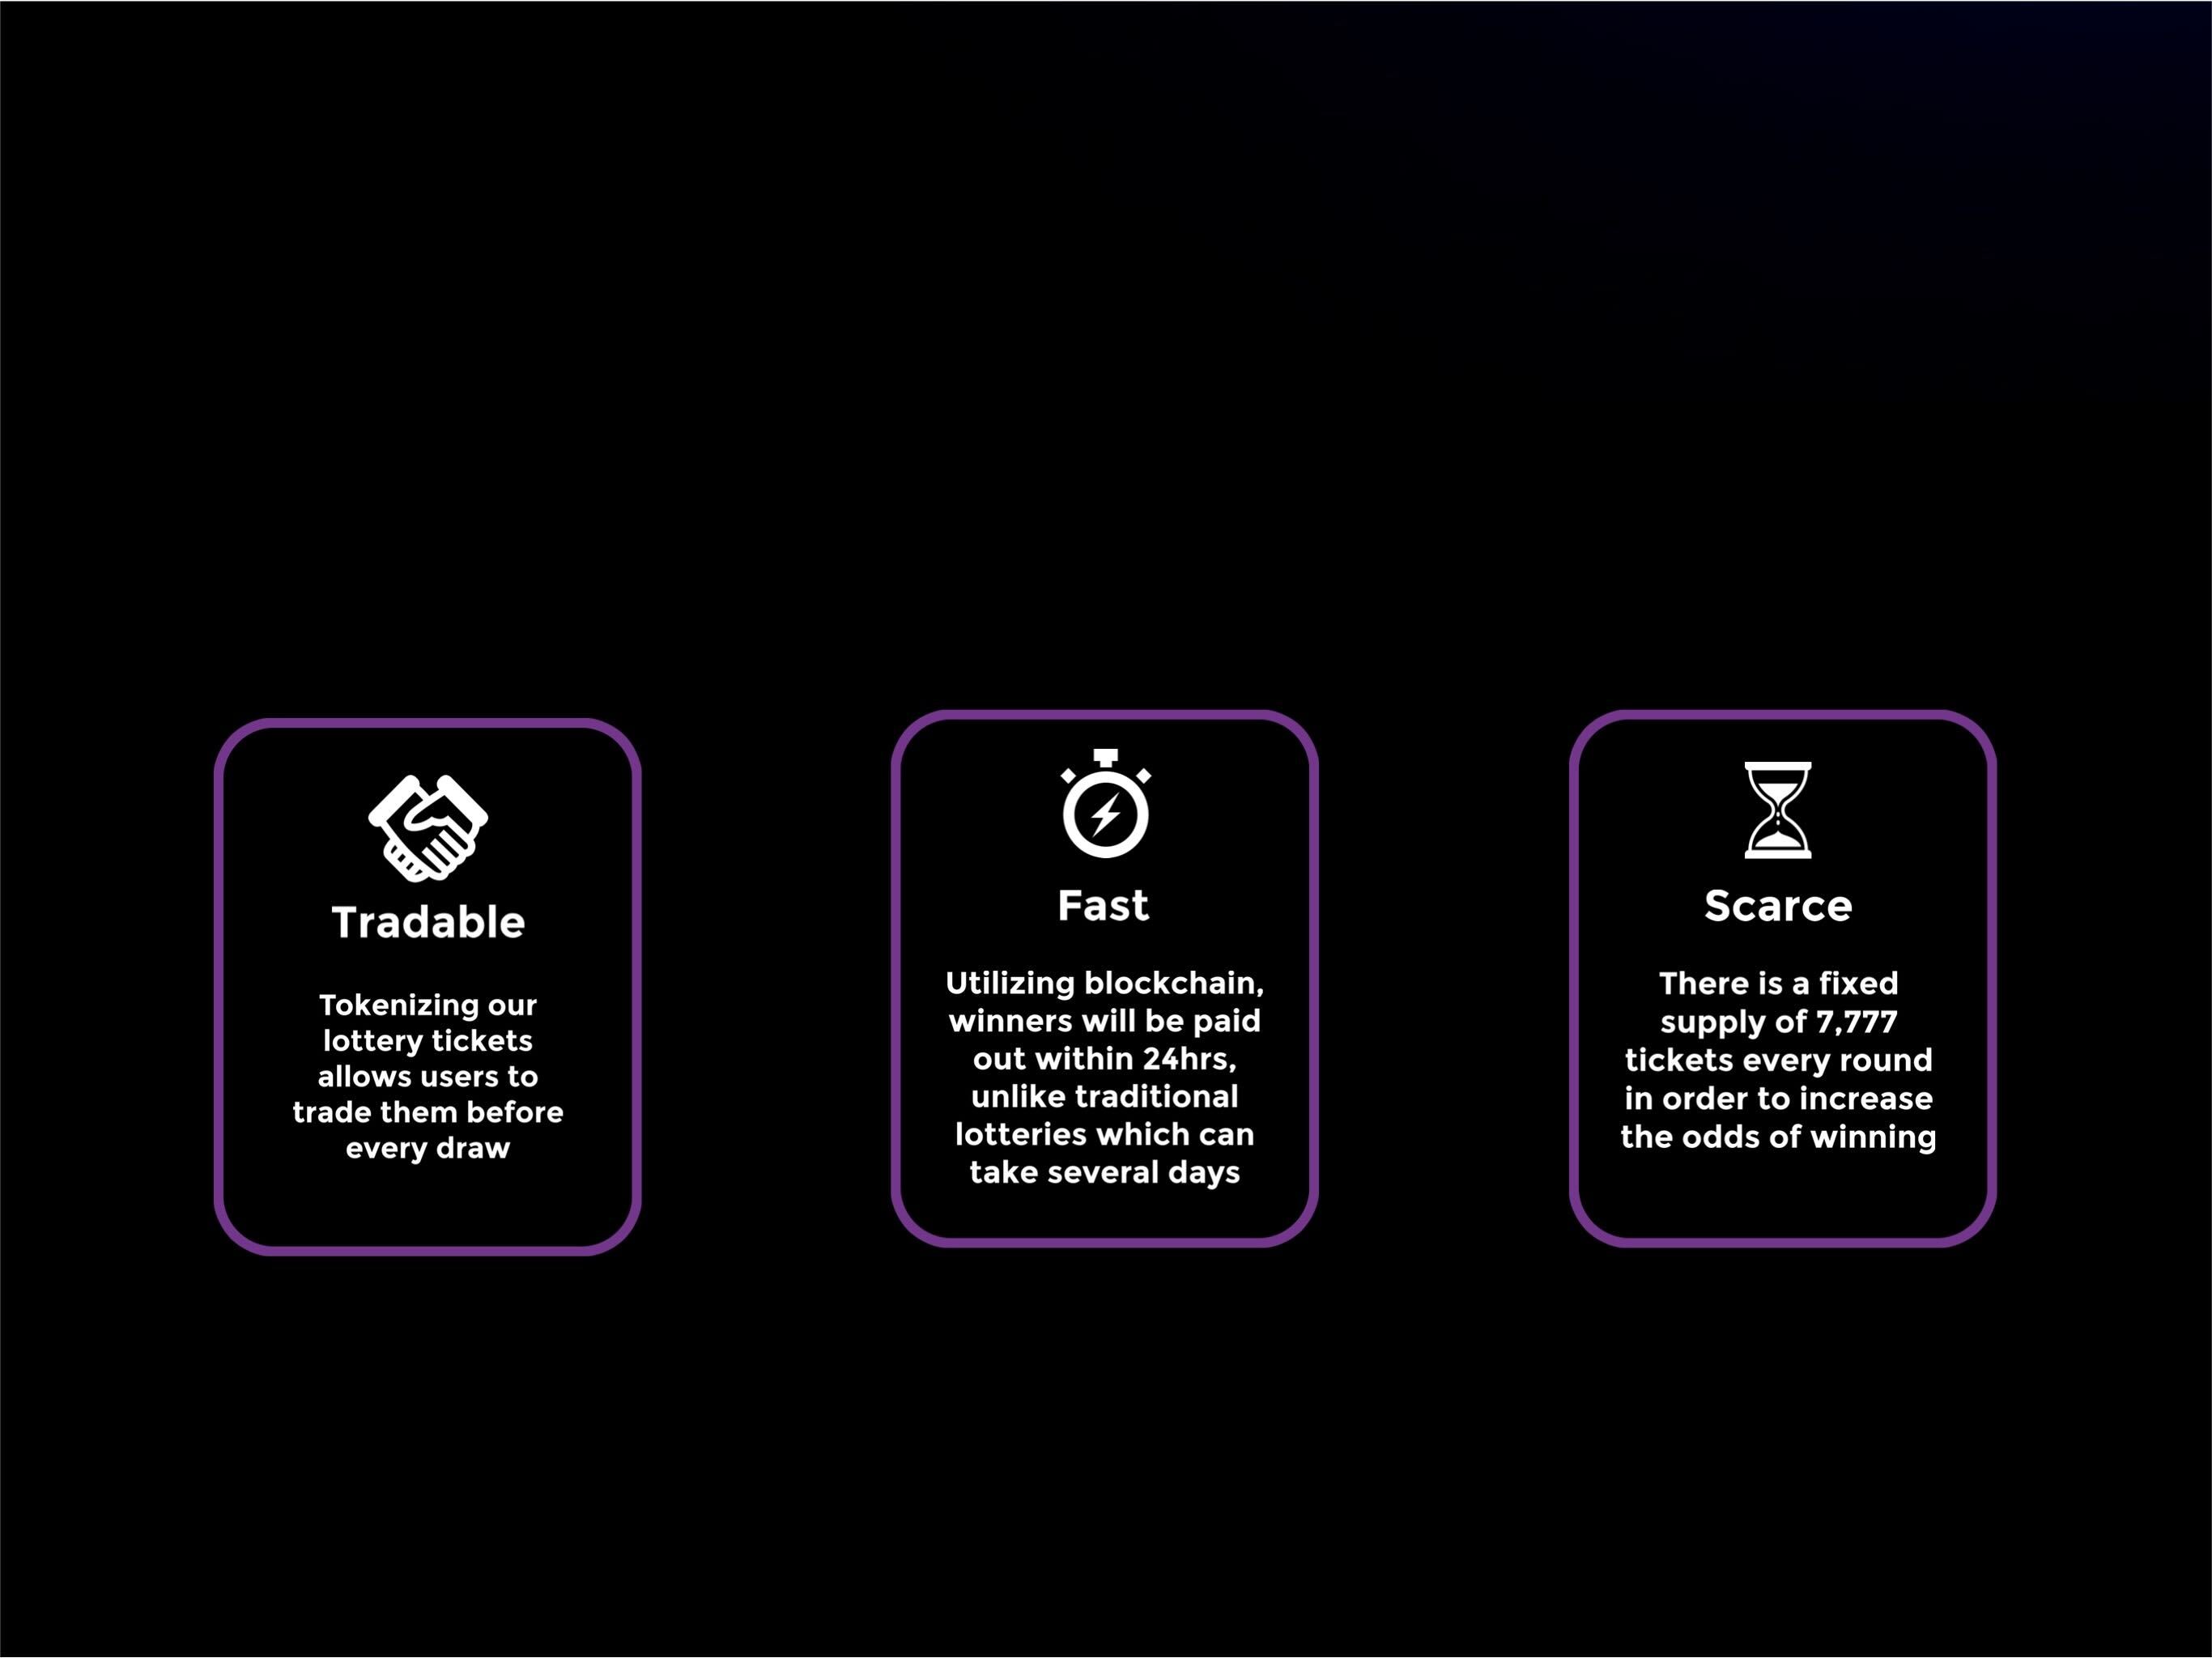 Tradable
Tokenizing our
lottery tickets
allows users to
trade them before
every draw
Fast
Utilizing blockchain,
winners will be paid
out within 24hrs,
unlike traditional
lotteries which can
take several days
Scarce
There is a fixed
supply of 7,777
tickets every round
in order to increase
the odds of winning